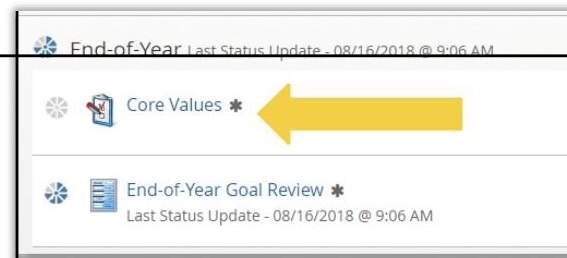 End-of-Year Last Status Update - 08/16/2018 @ 9:06 AM
Core Values *
End-of-Year Goal Review *
Last Status Update - 08/16/2018 @ 9:06 AM